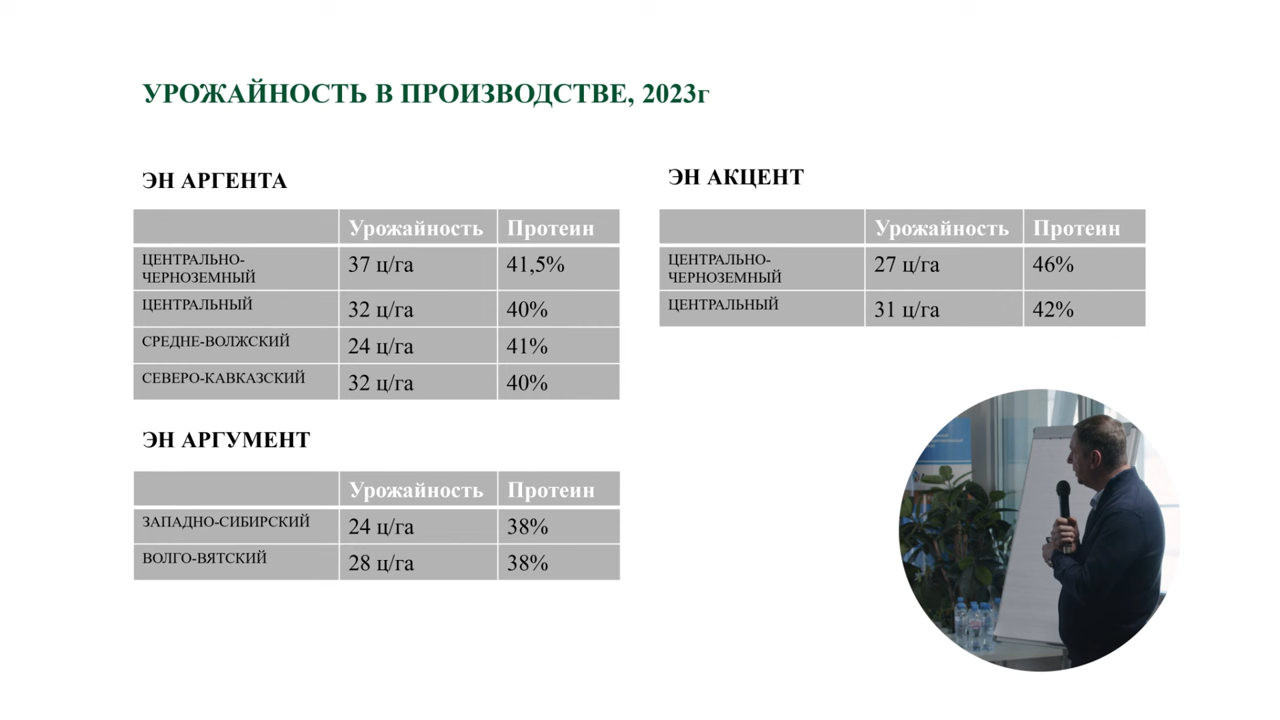 УРОЖАЙНОСТЬ В ПРОИЗВОДСТВЕ, 2023г
ЭН АРГЕНТА
Урожайность Протеин
ЦЕНТРАЛЬНО-
ЧЕРНОЗЕМНЫЙ 37 ц/га 41,5%
ЦЕНТРАЛЬНЫЙ 32 ц/га 40%
СРЕДНЕ-ВОЛЖСКИЙ 24 ц/га 41%
СЕВЕРО-КАВКАЗСКИЙ 32 ц/га 40%
ЭН АРГУМЕНТ
Урожайность Протеин
ЗАПАДНО-СИБИРСКИЙ 24 ц/га 38%
ВОЛГО-ВЯТСКИЙ 28 ц/га 38%
ЭН АКЦЕНТ
Урожайность Протеин
ЦЕНТРАЛЬНО-
ЧЕРНОЗЕМНЫЙ 27 ц/га 46%
ЦЕНТРАЛЬНЫЙ 31 ц/га 42%